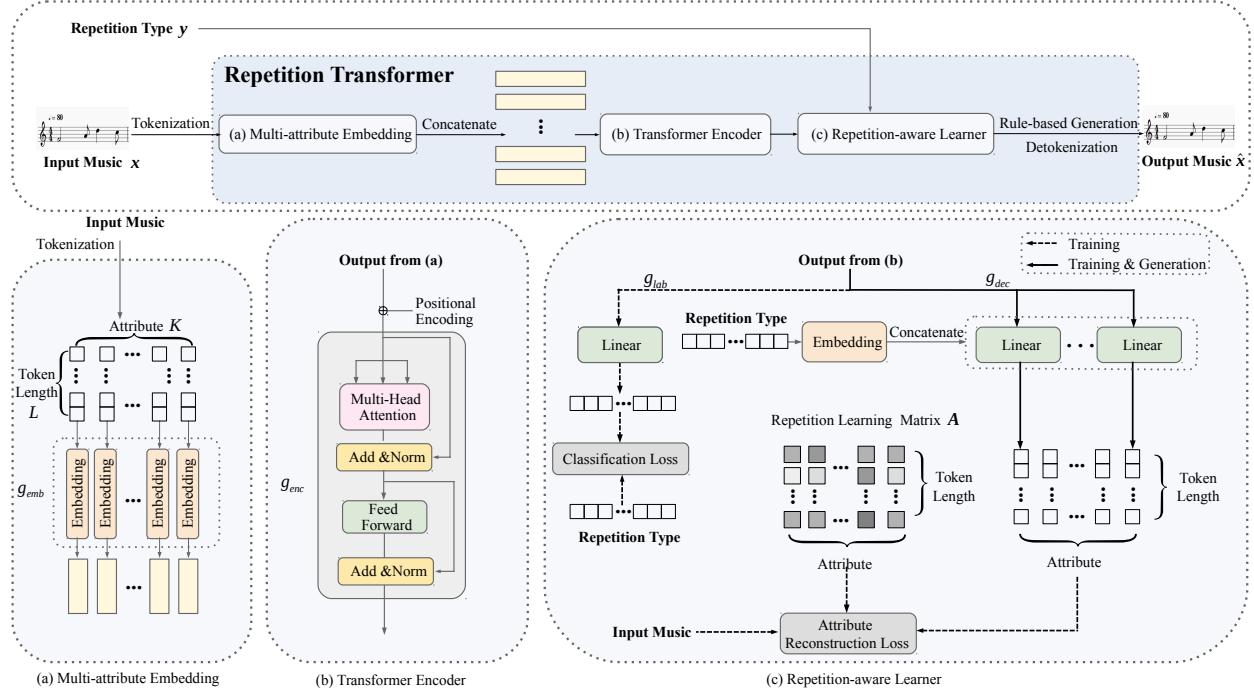 Repetition Type y
Repetition Transformer
= 80
Input Music x
Tokenization
(a) Multi-attribute Embedding
Concatenate
(b) Transformer Encoder
(c) Repetition-aware Learner
Rule-based Generation
Detokenization
= 80
Output Music x̂
Input Music
Tokenization
Attribute K
Token
Length
L
g_emb
Embedding
Embedding
Embedding
Embedding
(a) Multi-attribute Embedding
Output from (a)
Positional
Encoding
Multi-Head
Attention
Add &Norm
g_enc
Feed
Forward
Add &Norm
(b) Transformer Encoder
Output from (b)
Training
Training & Generation
g_lab
g_dec
Repetition Type
Linear
Embedding
Concatenate
Linear
Linear
Classification Loss
Repetition Type
Repetition Learning Matrix A
Token
Length
Attribute
Token
Length
Attribute
Input Music
Attribute
Reconstruction Loss
(c) Repetition-aware Learner